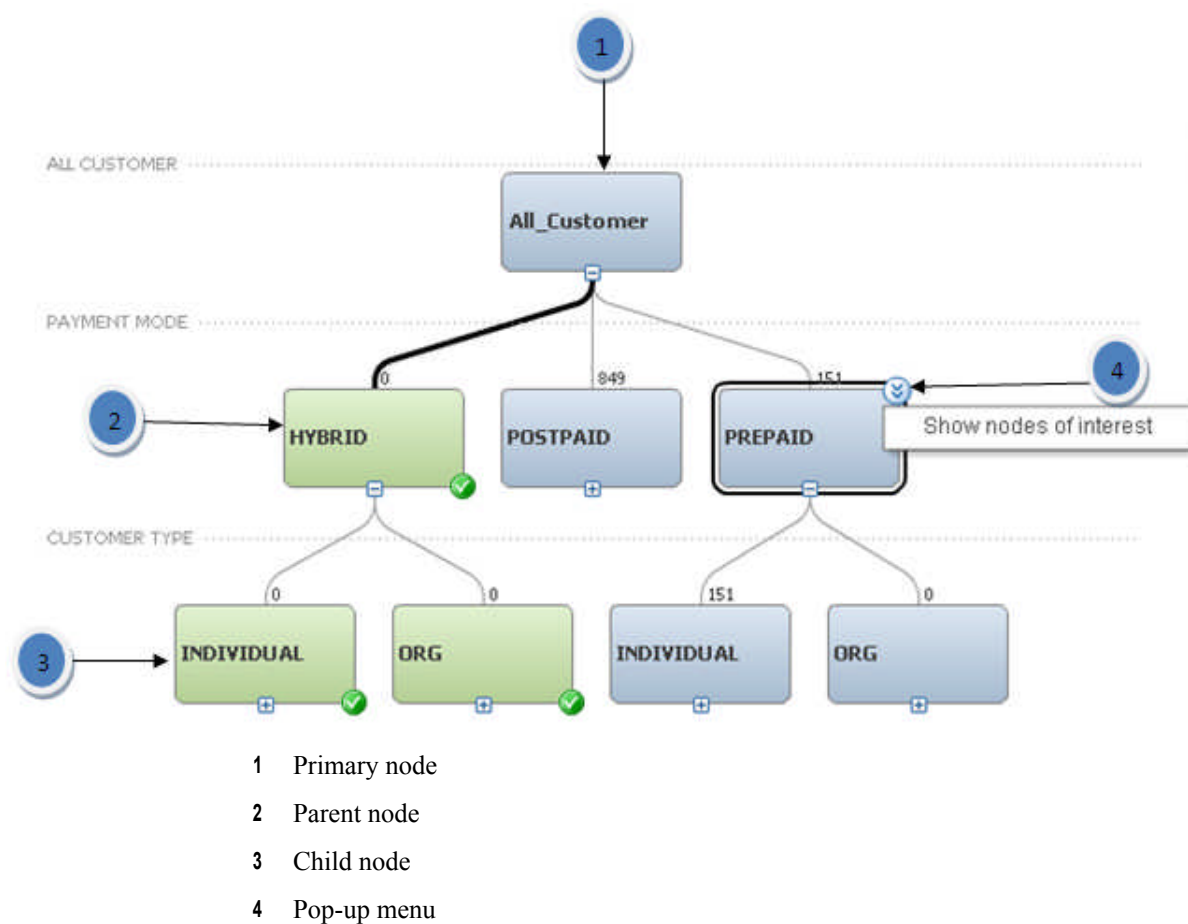 1
ALL CUSTOMER
All_Customer
PAYMENT MODE
0 849 151
4
2
HYBRID POSTPAID PREPAID
Show nodes of interest
CUSTOMER TYPE
0 0 151 0
3
INDIVIDUAL ORG INDIVIDUAL ORG
1 Primary node
2 Parent node
3 Child node
4 Pop-up menu